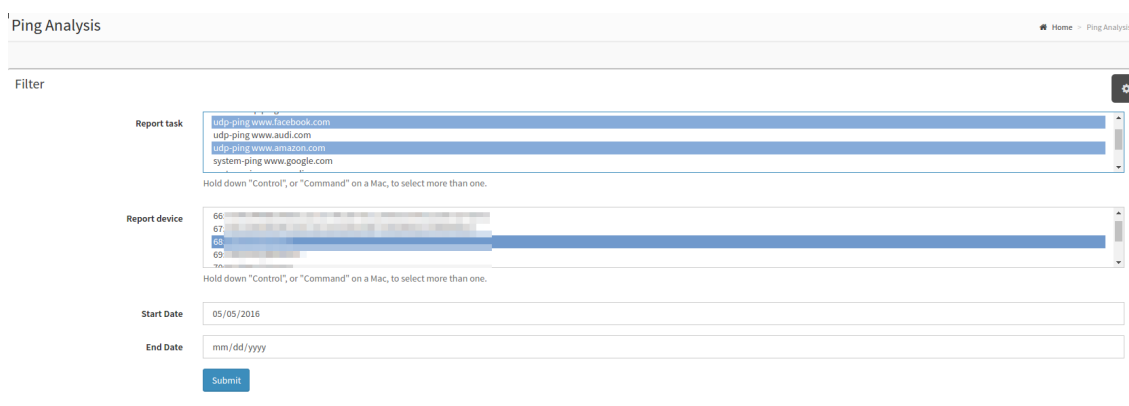 Ping Analysis
Home > Ping Analysis
Filter
Report task
udp-ping www.facebook.com
udp-ping www.audi.com
udp-ping www.amazon.com
system-ping www.google.com
Hold down "Control", or "Command" on a Mac, to select more than one.
Report device
66
67
68
69
70
Hold down "Control", or "Command" on a Mac, to select more than one.
Start Date
05/05/2016
End Date
mm/dd/yyyy
Submit